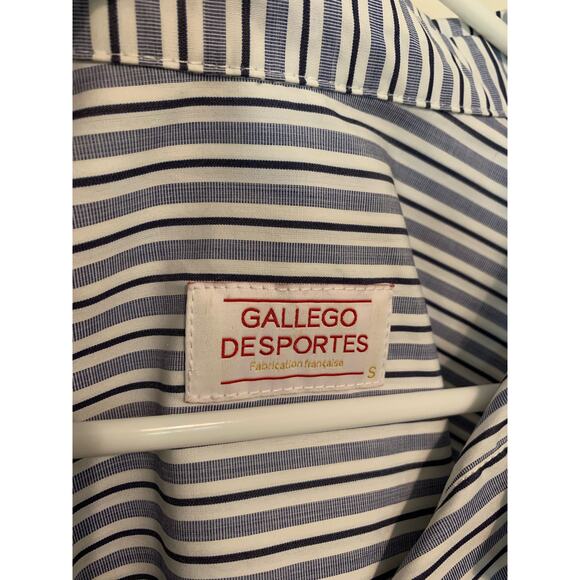 GALLEGO
DESPORTES
Fabrication française
S